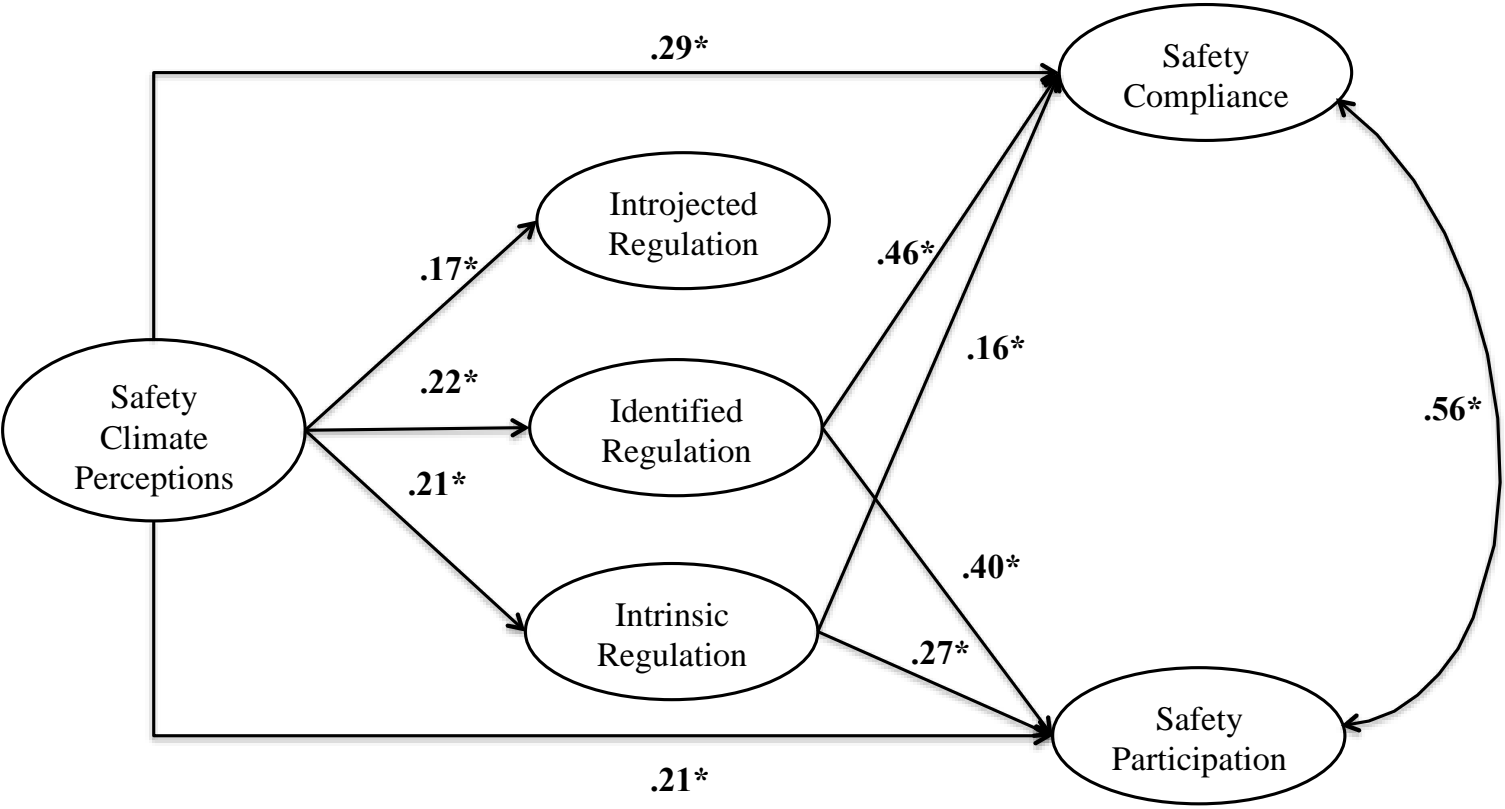 .29*
Safety
Compliance
Introjected
Regulation
.17*
.46*
.16*
.22*
Safety
Climate
Perceptions
Identified
Regulation
.56*
.21*
.40*
Intrinsic
Regulation
.27*
Safety
Participation
.21*